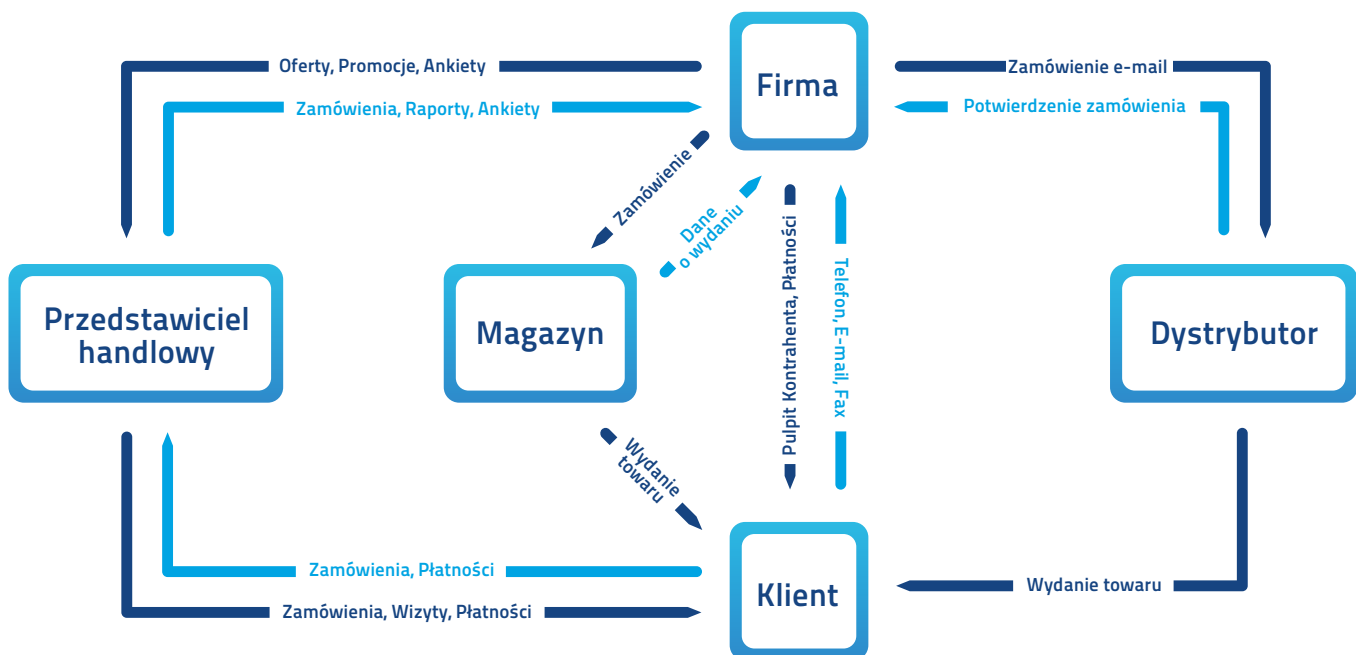 Oferty, Promocje, Ankiety
Zamówienia, Raporty, Ankiety
Firma
Zamówienie e-mail
Potwierdzenie zamówienia
Zamówienie
Dane
o wydaniu
Pulpit Kontrahenta, Płatności
Telefon, E-mail, Fax
Przedstawiciel
handlowy
Magazyn
Dystrybutor
Wydanie
towaru
Zamówienia, Płatności
Zamówienia, Wizyty, Płatności
Klient
Wydanie towaru